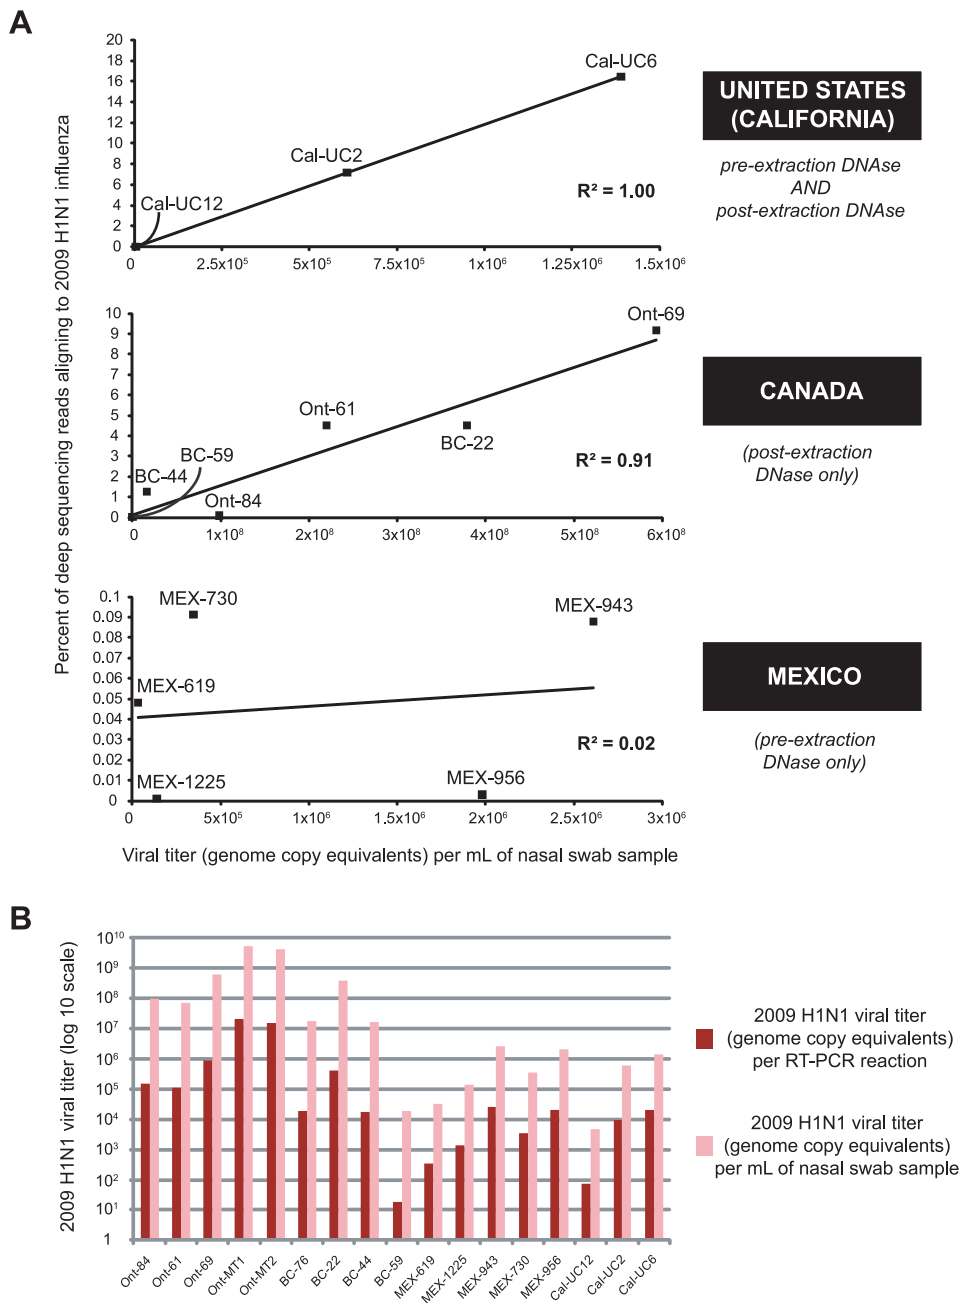 A
Percent of deep sequencing reads aligning to 2009 H1N1 influenza
20
18
16
14
12
10
8
6
4
2
0
Cal-UC6
Cal-UC2
Cal-UC12
R² = 1.00
0 2.5x10⁵ 5x10⁵ 7.5x10⁵ 1x10⁶ 1.25x10⁶ 1.5x10⁶
UNITED STATES
(CALIFORNIA)
pre-extraction DNAse
AND
post-extraction DNAse
10
9
8
7
6
5
4
3
2
1
0
Ont-69
Ont-61
BC-22
BC-59
BC-44
Ont-84
R² = 0.91
0 1x10⁸ 2x10⁸ 3x10⁸ 4x10⁸ 5x10⁸ 6x10⁸
CANADA
(post-extraction
DNase only)
0.1
0.09
0.08
0.07
0.06
0.05
0.04
0.03
0.02
0.01
0
MEX-730
MEX-943
MEX-619
MEX-1225
MEX-956
R² = 0.02
0 5x10⁵ 1x10⁶ 1.5x10⁶ 2x10⁶ 2.5x10⁶ 3x10⁶
MEXICO
(pre-extraction
DNase only)
Viral titer (genome copy equivalents) per mL of nasal swab sample
B
2009 H1N1 viral titer (log 10 scale)
10¹⁰
10⁹
10⁸
10⁷
10⁶
10⁵
10⁴
10³
10²
10¹
1
Ont-84
Ont-61
Ont-69
Ont-MT1
Ont-MT2
BC-76
BC-22
BC-44
BC-59
MEX-619
MEX-1225
MEX-943
MEX-730
MEX-956
Cal-UC12
Cal-UC2
Cal-UC6
2009 H1N1 viral titer
(genome copy equivalents)
per RT-PCR reaction
2009 H1N1 viral titer
(genome copy equivalents)
per mL of nasal swab sample